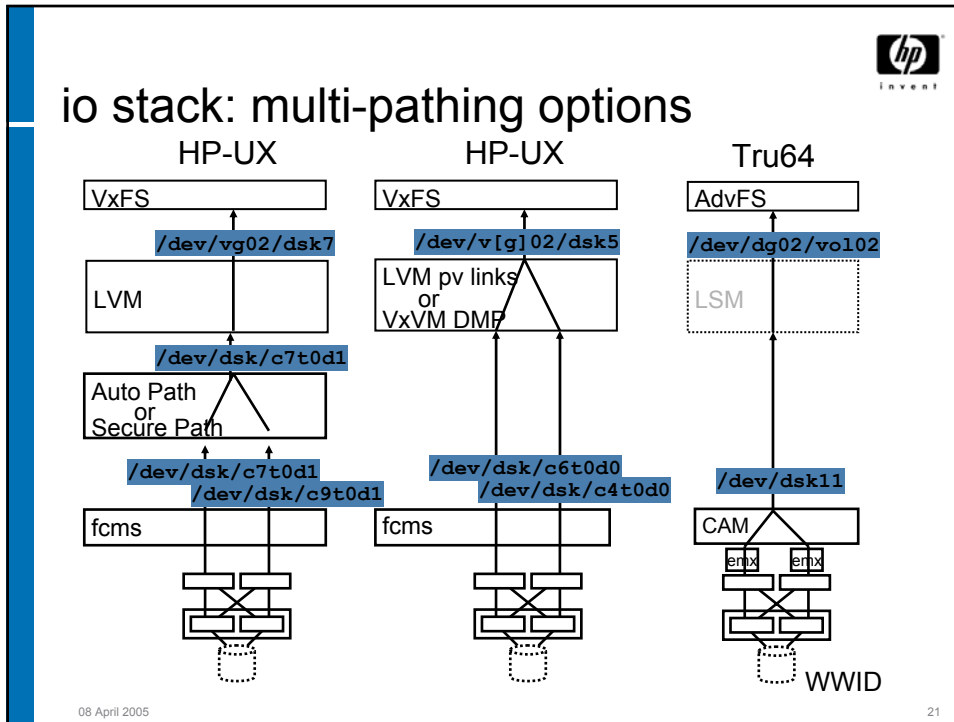 hp
invent
io stack: multi-pathing options
HP-UX
VxFS
/dev/vg02/dsk7
LVM
/dev/dsk/c7t0d1
Auto Path
or
Secure Path
/dev/dsk/c7t0d1
/dev/dsk/c9t0d1
fcms
HP-UX
VxFS
/dev/v[g]02/dsk5
LVM pv links
or
VxVM DMP
/dev/dsk/c6t0d0
/dev/dsk/c4t0d0
fcms
Tru64
AdvFS
/dev/dg02/vol02
LSM
/dev/dsk11
CAM
emx
emx
WWID
08 April 2005
21